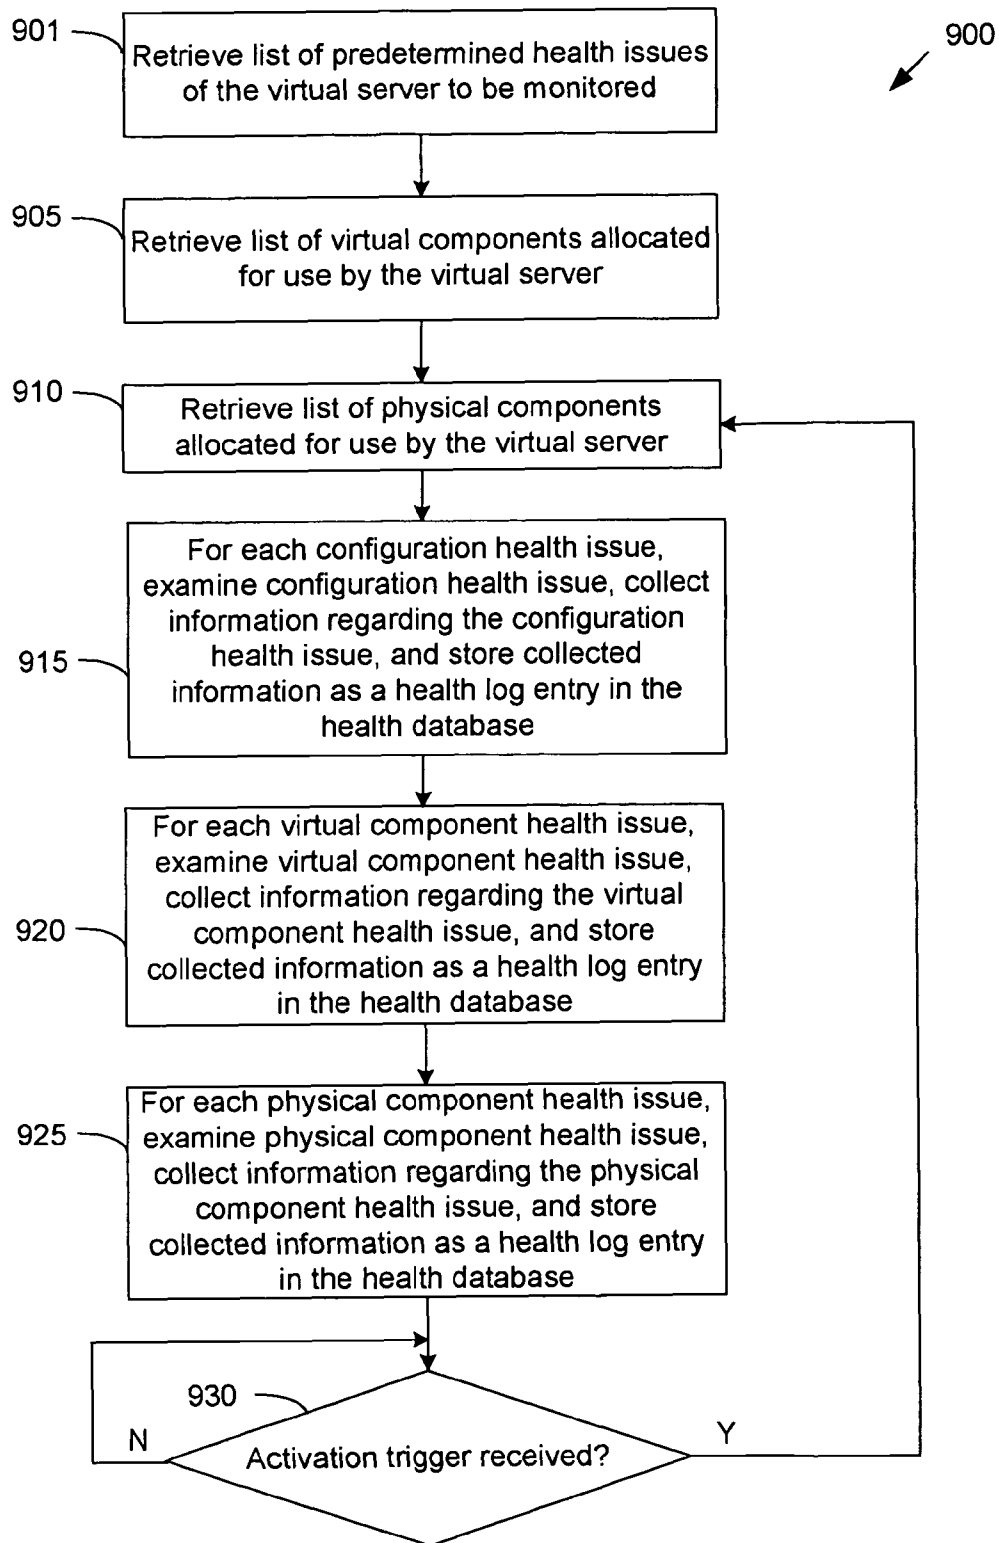 900
901
Retrieve list of predetermined health issues
of the virtual server to be monitored
905
Retrieve list of virtual components allocated
for use by the virtual server
910
Retrieve list of physical components
allocated for use by the virtual server
915
For each configuration health issue,
examine configuration health issue, collect
information regarding the configuration
health issue, and store collected
information as a health log entry in the
health database
920
For each virtual component health issue,
examine virtual component health issue,
collect information regarding the virtual
component health issue, and store
collected information as a health log entry
in the health database
925
For each physical component health issue,
examine physical component health issue,
collect information regarding the physical
component health issue, and store
collected information as a health log entry
in the health database
930
N
Activation trigger received?
Y